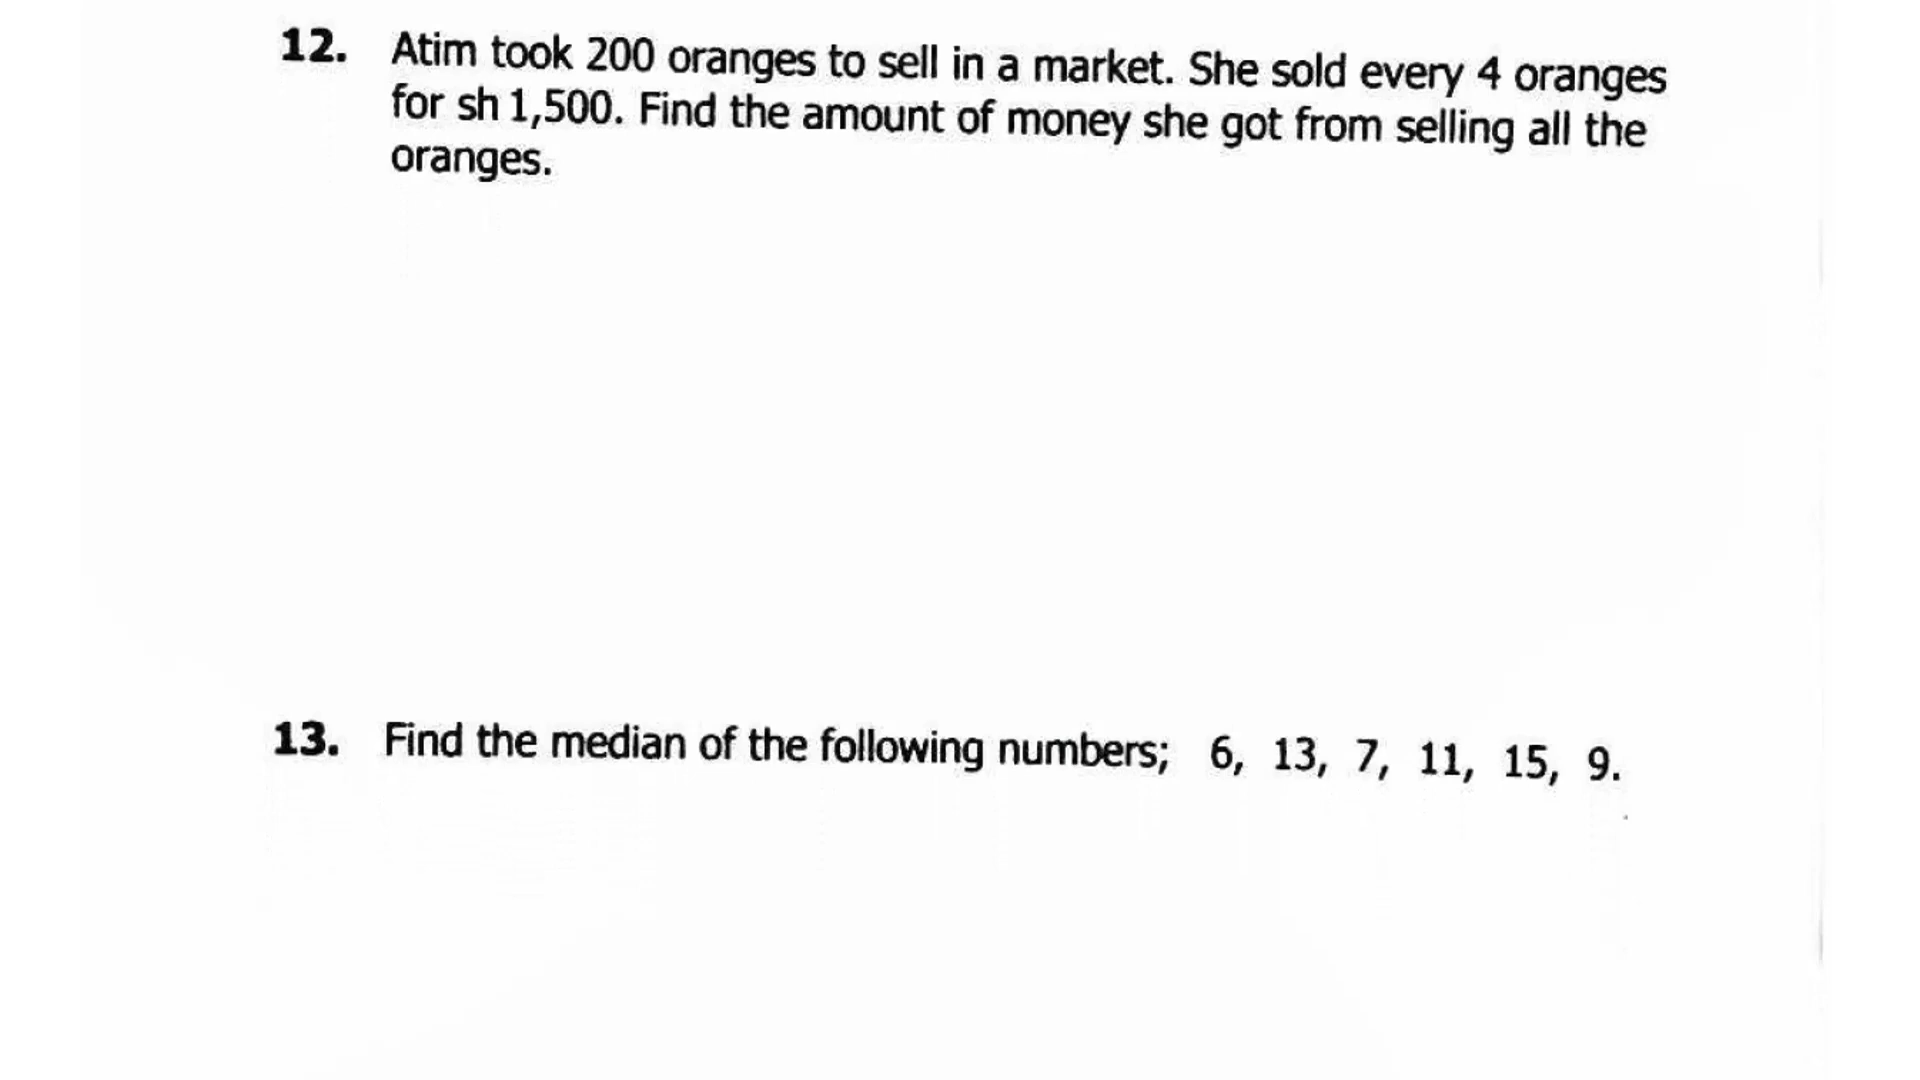 12. Atim took 200 oranges to sell in a market. She sold every 4 oranges
for sh 1,500. Find the amount of money she got from selling all the
oranges.
13. Find the median of the following numbers; 6, 13, 7, 11, 15, 9.